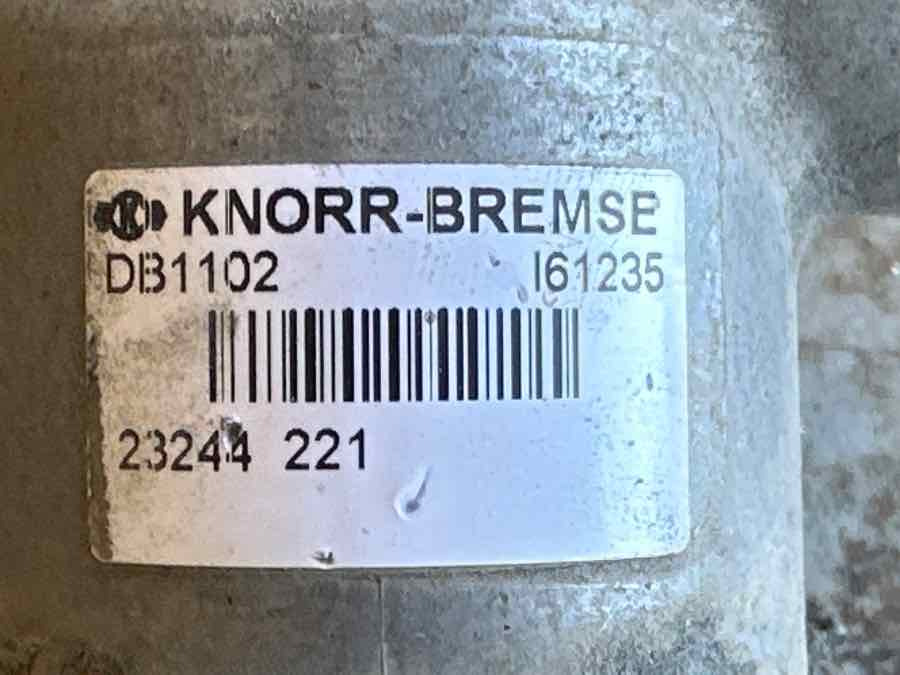 KNORR-BREMSE
DB1102 I61235
23244 221